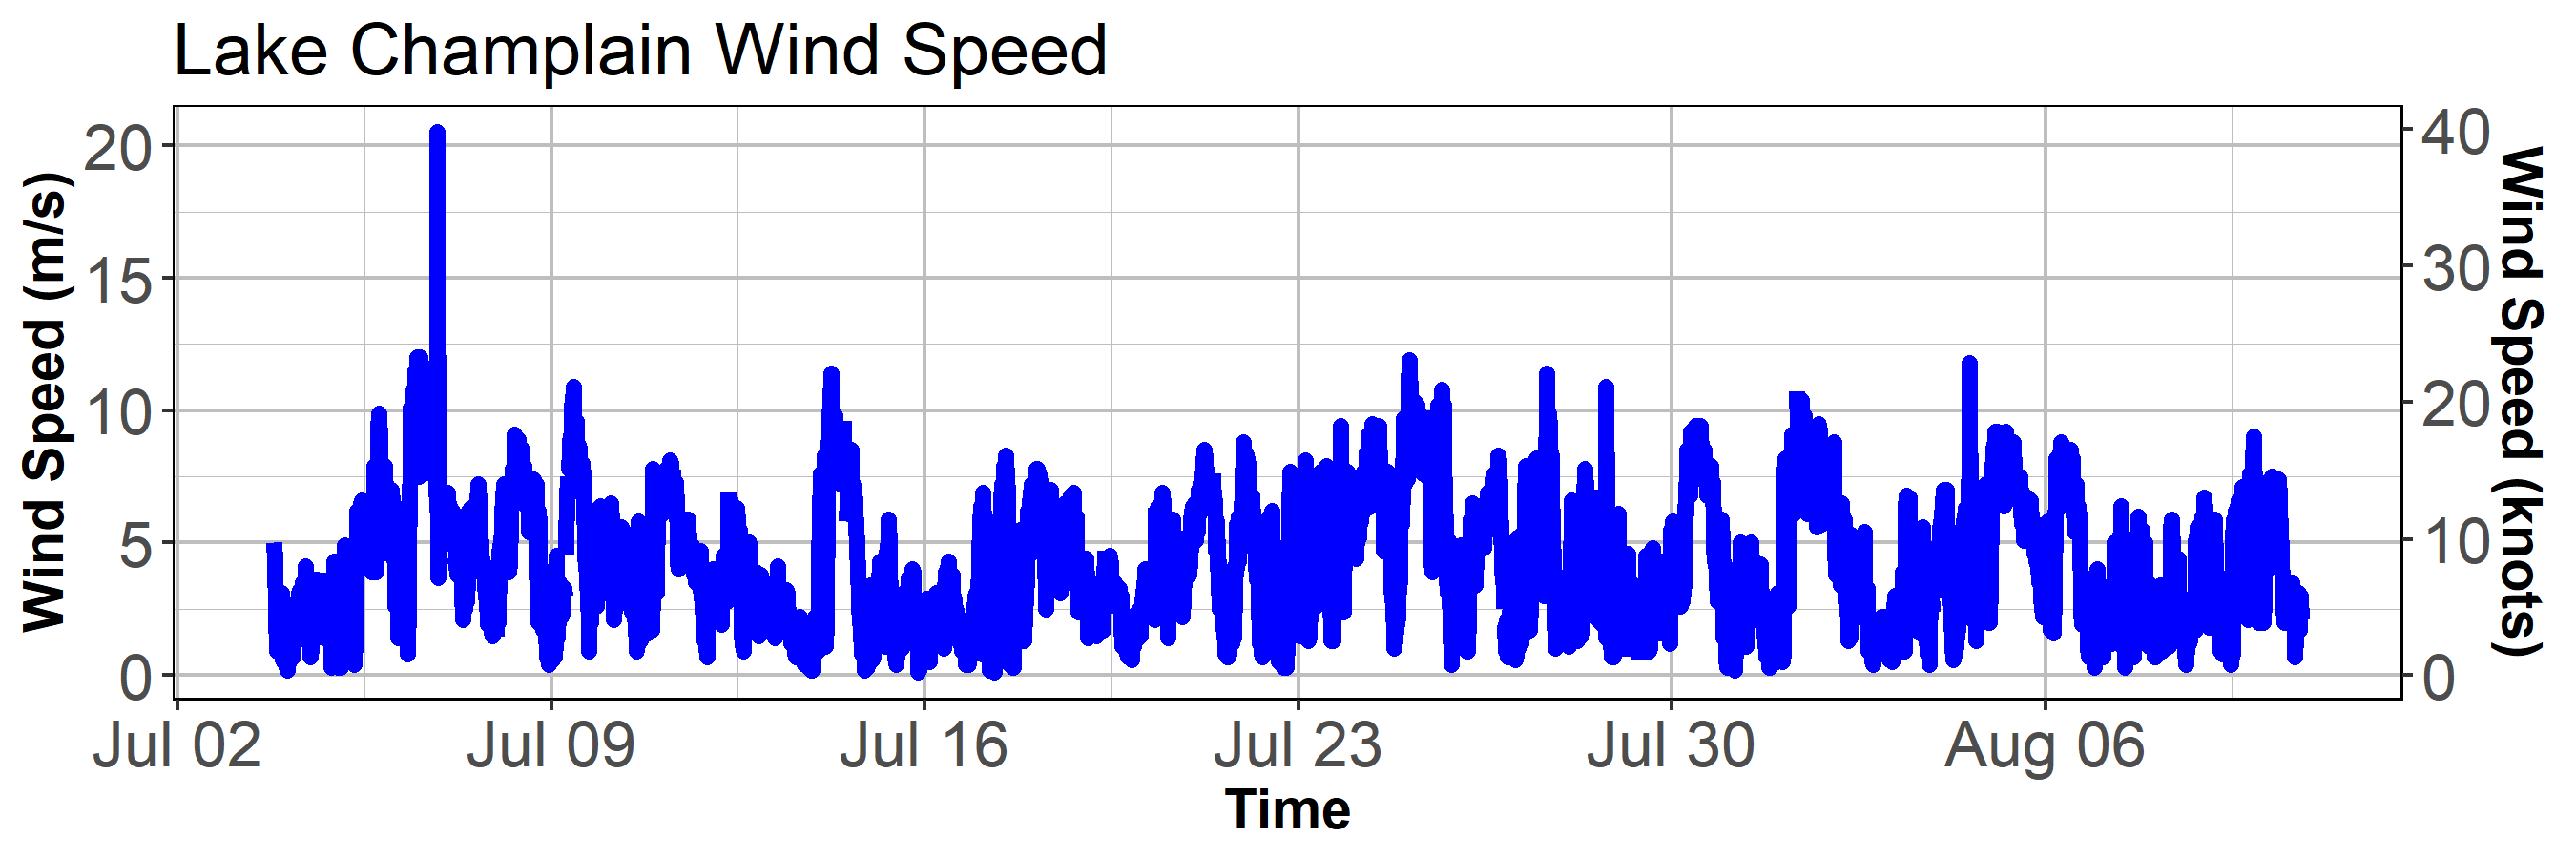 Lake Champlain Wind Speed
Wind Speed (m/s)
20
15
10
5
0
40
30
20
10
0
Wind Speed (knots)
Jul 02 Jul 09 Jul 16 Jul 23 Jul 30 Aug 06
Time